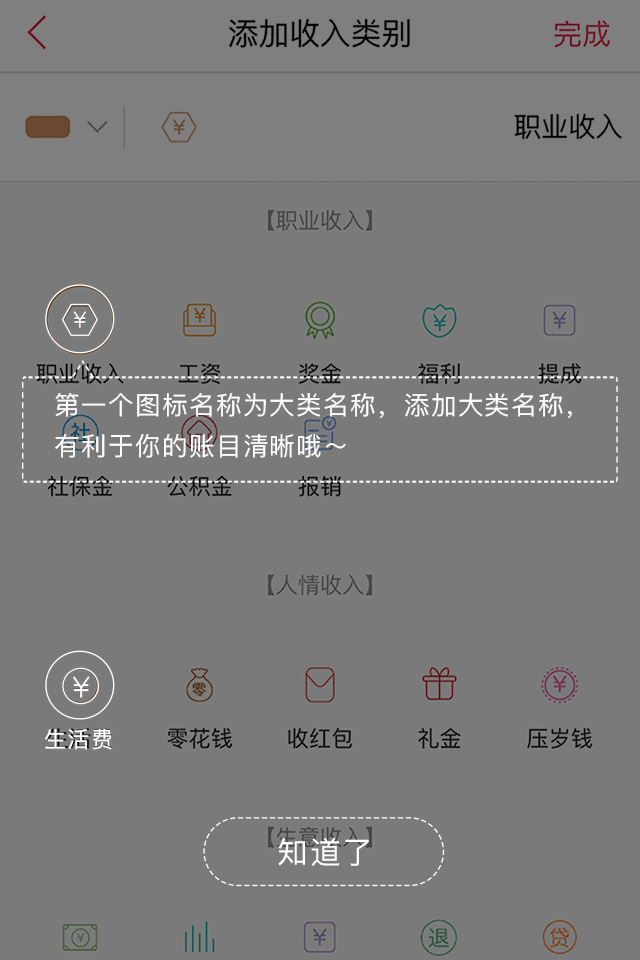 添加收入类别 完成
¥ 职业收入
【职业收入】
¥ ¥ ¥ ¥
职业收入 工资 奖金 福利 提成
第一个图标名称为大类名称，添加大类名称，
社 ¥
有利于你的账目清晰哦～
社保金 公积金 报销
【人情收入】
¥ 零 ¥
生活费 零花钱 收红包 礼金 压岁钱
【生意收入】
知道了
¥ ¥ 退 贷